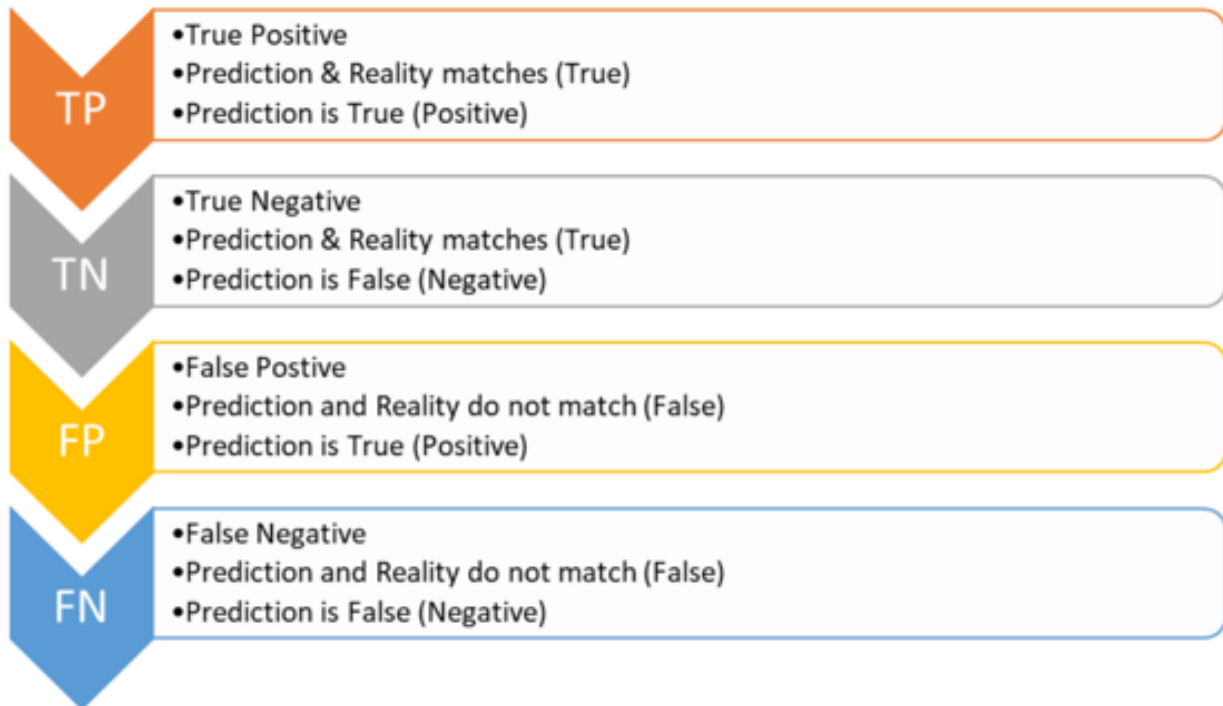 TP
•True Positive
•Prediction & Reality matches (True)
•Prediction is True (Positive)
TN
•True Negative
•Prediction & Reality matches (True)
•Prediction is False (Negative)
FP
•False Postive
•Prediction and Reality do not match (False)
•Prediction is True (Positive)
FN
•False Negative
•Prediction and Reality do not match (False)
•Prediction is False (Negative)